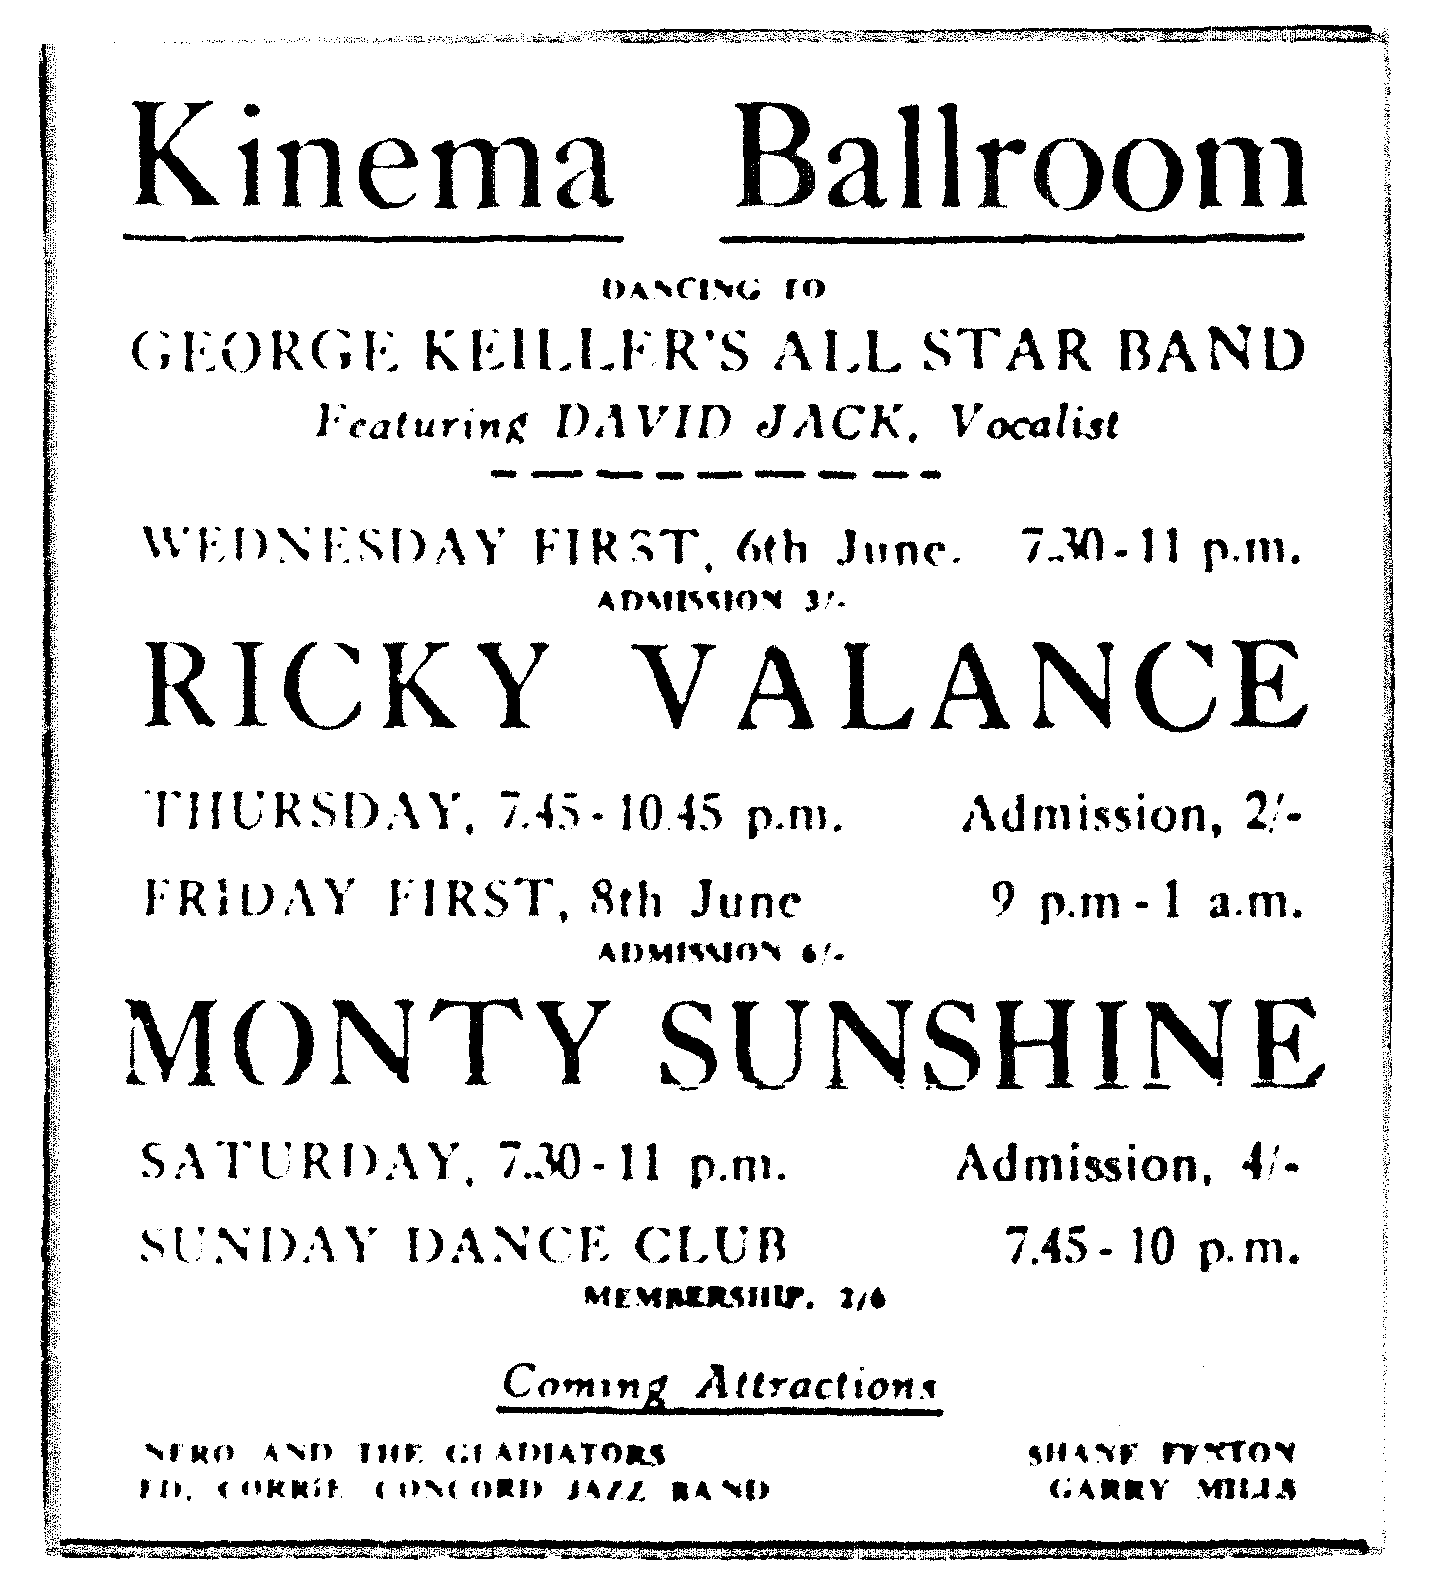 Kinema Ballroom
DANCING TO
GEORGE KEILLER'S ALL STAR BAND
Featuring DAVID JACK, Vocalist
WEDNESDAY FIRST, 6th June. 7.30-11 p.m.
ADMISSION 3/-
RICKY VALANCE
THURSDAY, 7.45-10.45 p.m. Admission, 2/-
FRIDAY FIRST, 8th June 9 p.m-1 a.m.
ADMISSION 6/-
MONTY SUNSHINE
SATURDAY, 7.30-11 p.m. Admission, 4/-
SUNDAY DANCE CLUB 7.45-10 p.m.
MEMBERSHIP, 2/6
Coming Attractions
NERO AND THE GLADIATORS SHANE FENTON
ED. CORRIE CONCORD JAZZ BAND GARRY MILLS